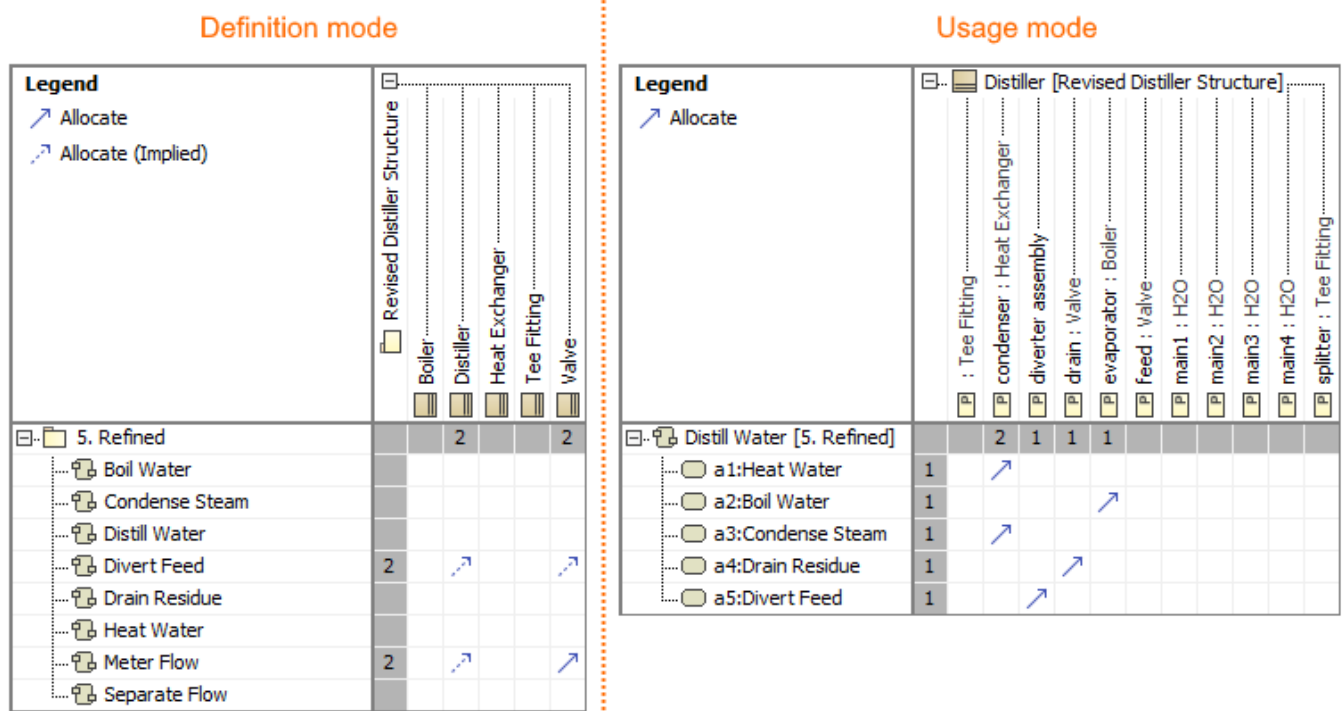 Definition mode
Legend
Allocate
Allocate (Implied)
Revised Distiller Structure
Boiler
Distiller
Heat Exchanger
Tee Fitting
Valve
5. Refined 2 2
Boil Water
Condense Steam
Distill Water
Divert Feed 2
Drain Residue
Heat Water
Meter Flow 2
Separate Flow
Usage mode
Legend
Allocate
Distiller [Revised Distiller Structure]
P : Tee Fitting
P condenser : Heat Exchanger
P diverter assembly
P drain : Valve
P evaporator : Boiler
P feed : Valve
P main1 : H2O
P main2 : H2O
P main3 : H2O
P main4 : H2O
P splitter : Tee Fitting
Distill Water [5. Refined] 2 1 1 1
a1:Heat Water 1
a2:Boil Water 1
a3:Condense Steam 1
a4:Drain Residue 1
a5:Divert Feed 1